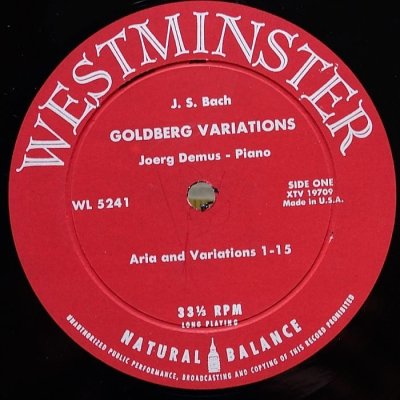 WESTMINSTER
J. S. Bach
GOLDBERG VARIATIONS
Joerg Demus - Piano
WL 5241
SIDE ONE
XTV 19709
Made in U.S.A.
Aria and Variations 1-15
33⅓ RPM
LONG PLAYING
NATURAL BALANCE
UNAUTHORIZED PUBLIC PERFORMANCE, BROADCASTING AND COPYING OF THIS RECORD PROHIBITED